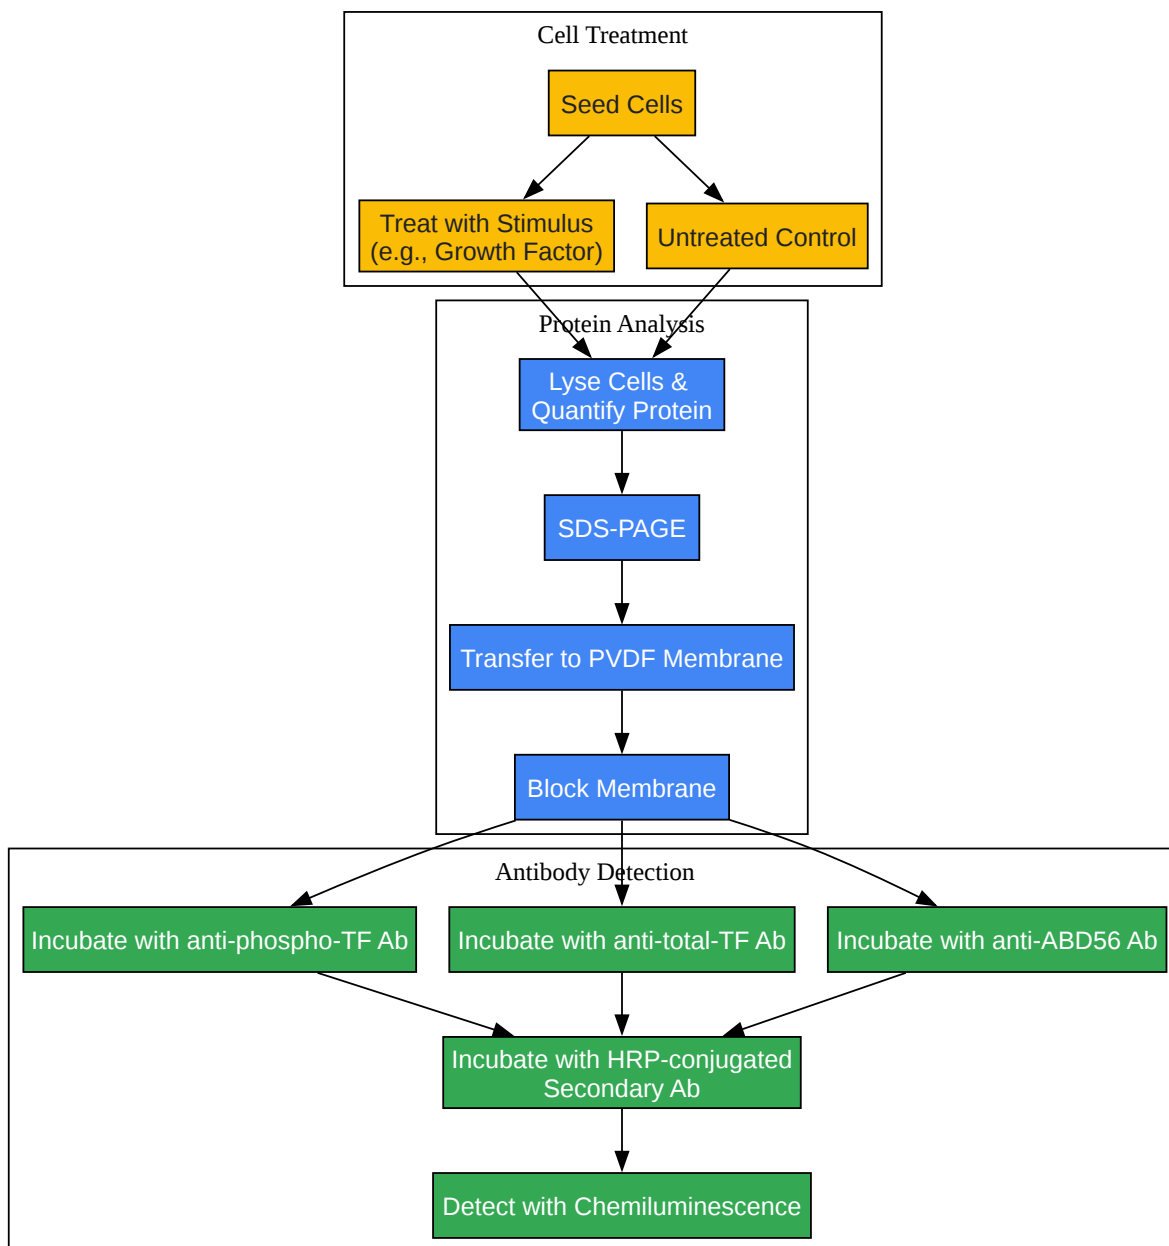 Cell Treatment
Seed Cells
Treat with Stimulus
(e.g., Growth Factor)
Untreated Control
Protein Analysis
Lyse Cells &
Quantify Protein
SDS-PAGE
Transfer to PVDF Membrane
Block Membrane
Antibody Detection
Incubate with anti-phospho-TF Ab
Incubate with anti-total-TF Ab
Incubate with anti-ABD56 Ab
Incubate with HRP-conjugated
Secondary Ab
Detect with Chemiluminescence